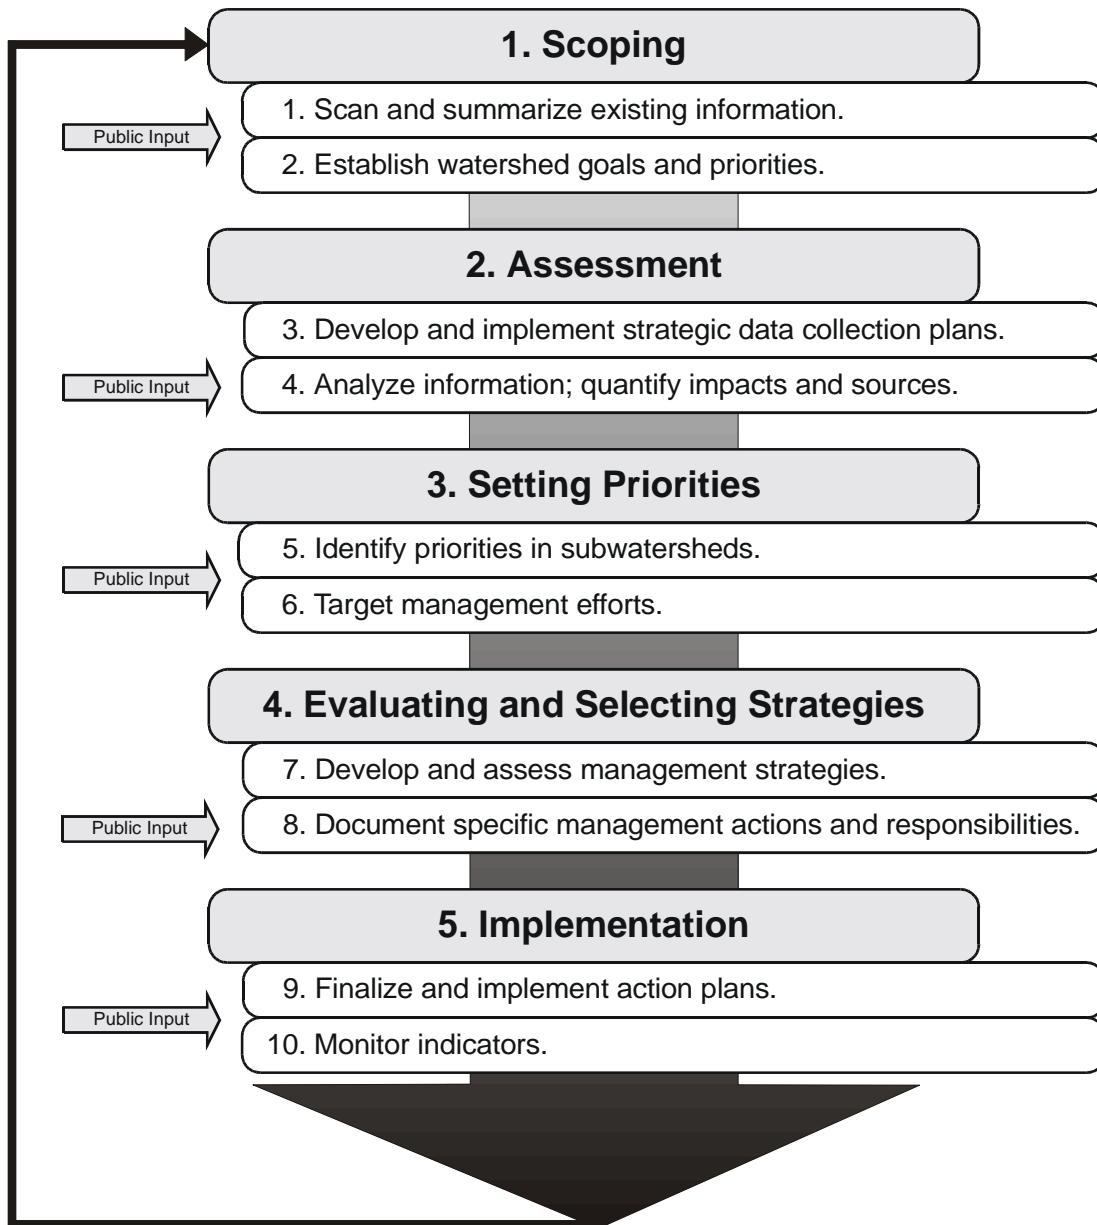 1. Scoping
1. Scan and summarize existing information.
Public Input
2. Establish watershed goals and priorities.
2. Assessment
3. Develop and implement strategic data collection plans.
Public Input
4. Analyze information; quantify impacts and sources.
3. Setting Priorities
5. Identify priorities in subwatersheds.
Public Input
6. Target management efforts.
4. Evaluating and Selecting Strategies
7. Develop and assess management strategies.
Public Input
8. Document specific management actions and responsibilities.
5. Implementation
9. Finalize and implement action plans.
Public Input
10. Monitor indicators.